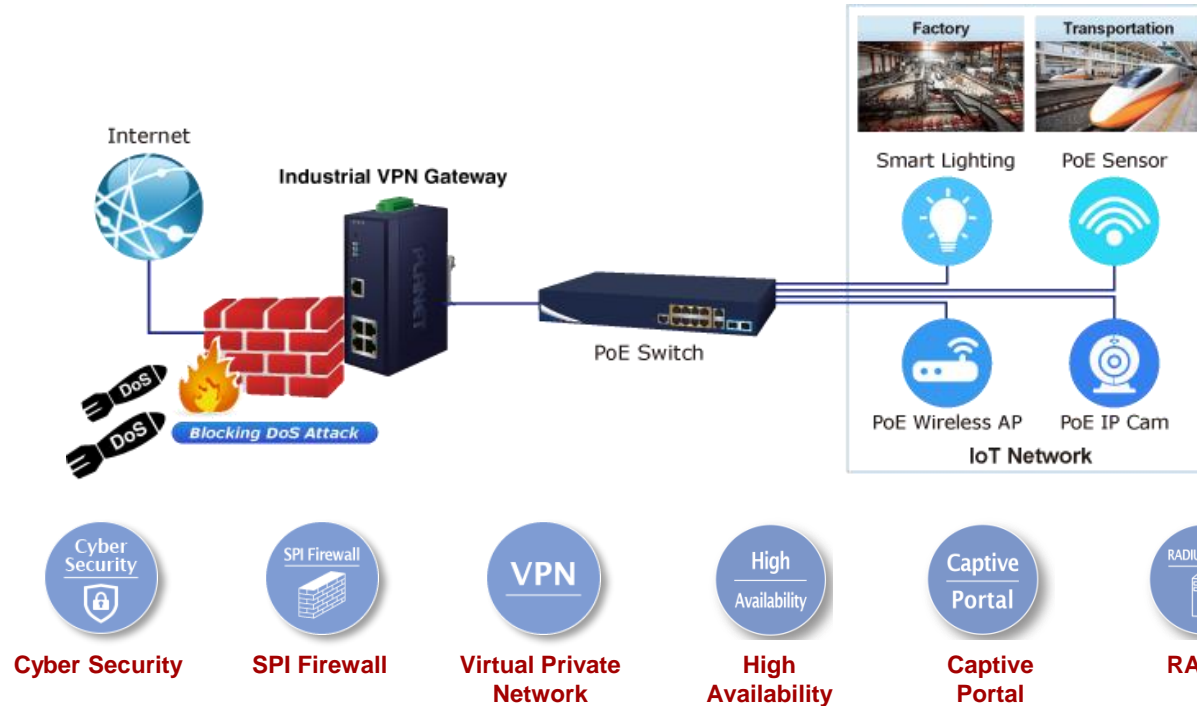 Factory
Transportation
Internet
Industrial VPN Gateway
Smart Lighting
PoE Sensor
PLANET
PoE Switch
DoS
DoS
Blocking DoS Attack
PoE Wireless AP
PoE IP Cam
IoT Network
Cyber
Security
SPI Firewall
VPN
High
Availability
Captive
Portal
Cyber Security
SPI Firewall
Virtual Private
Network
High
Availability
Captive
Portal